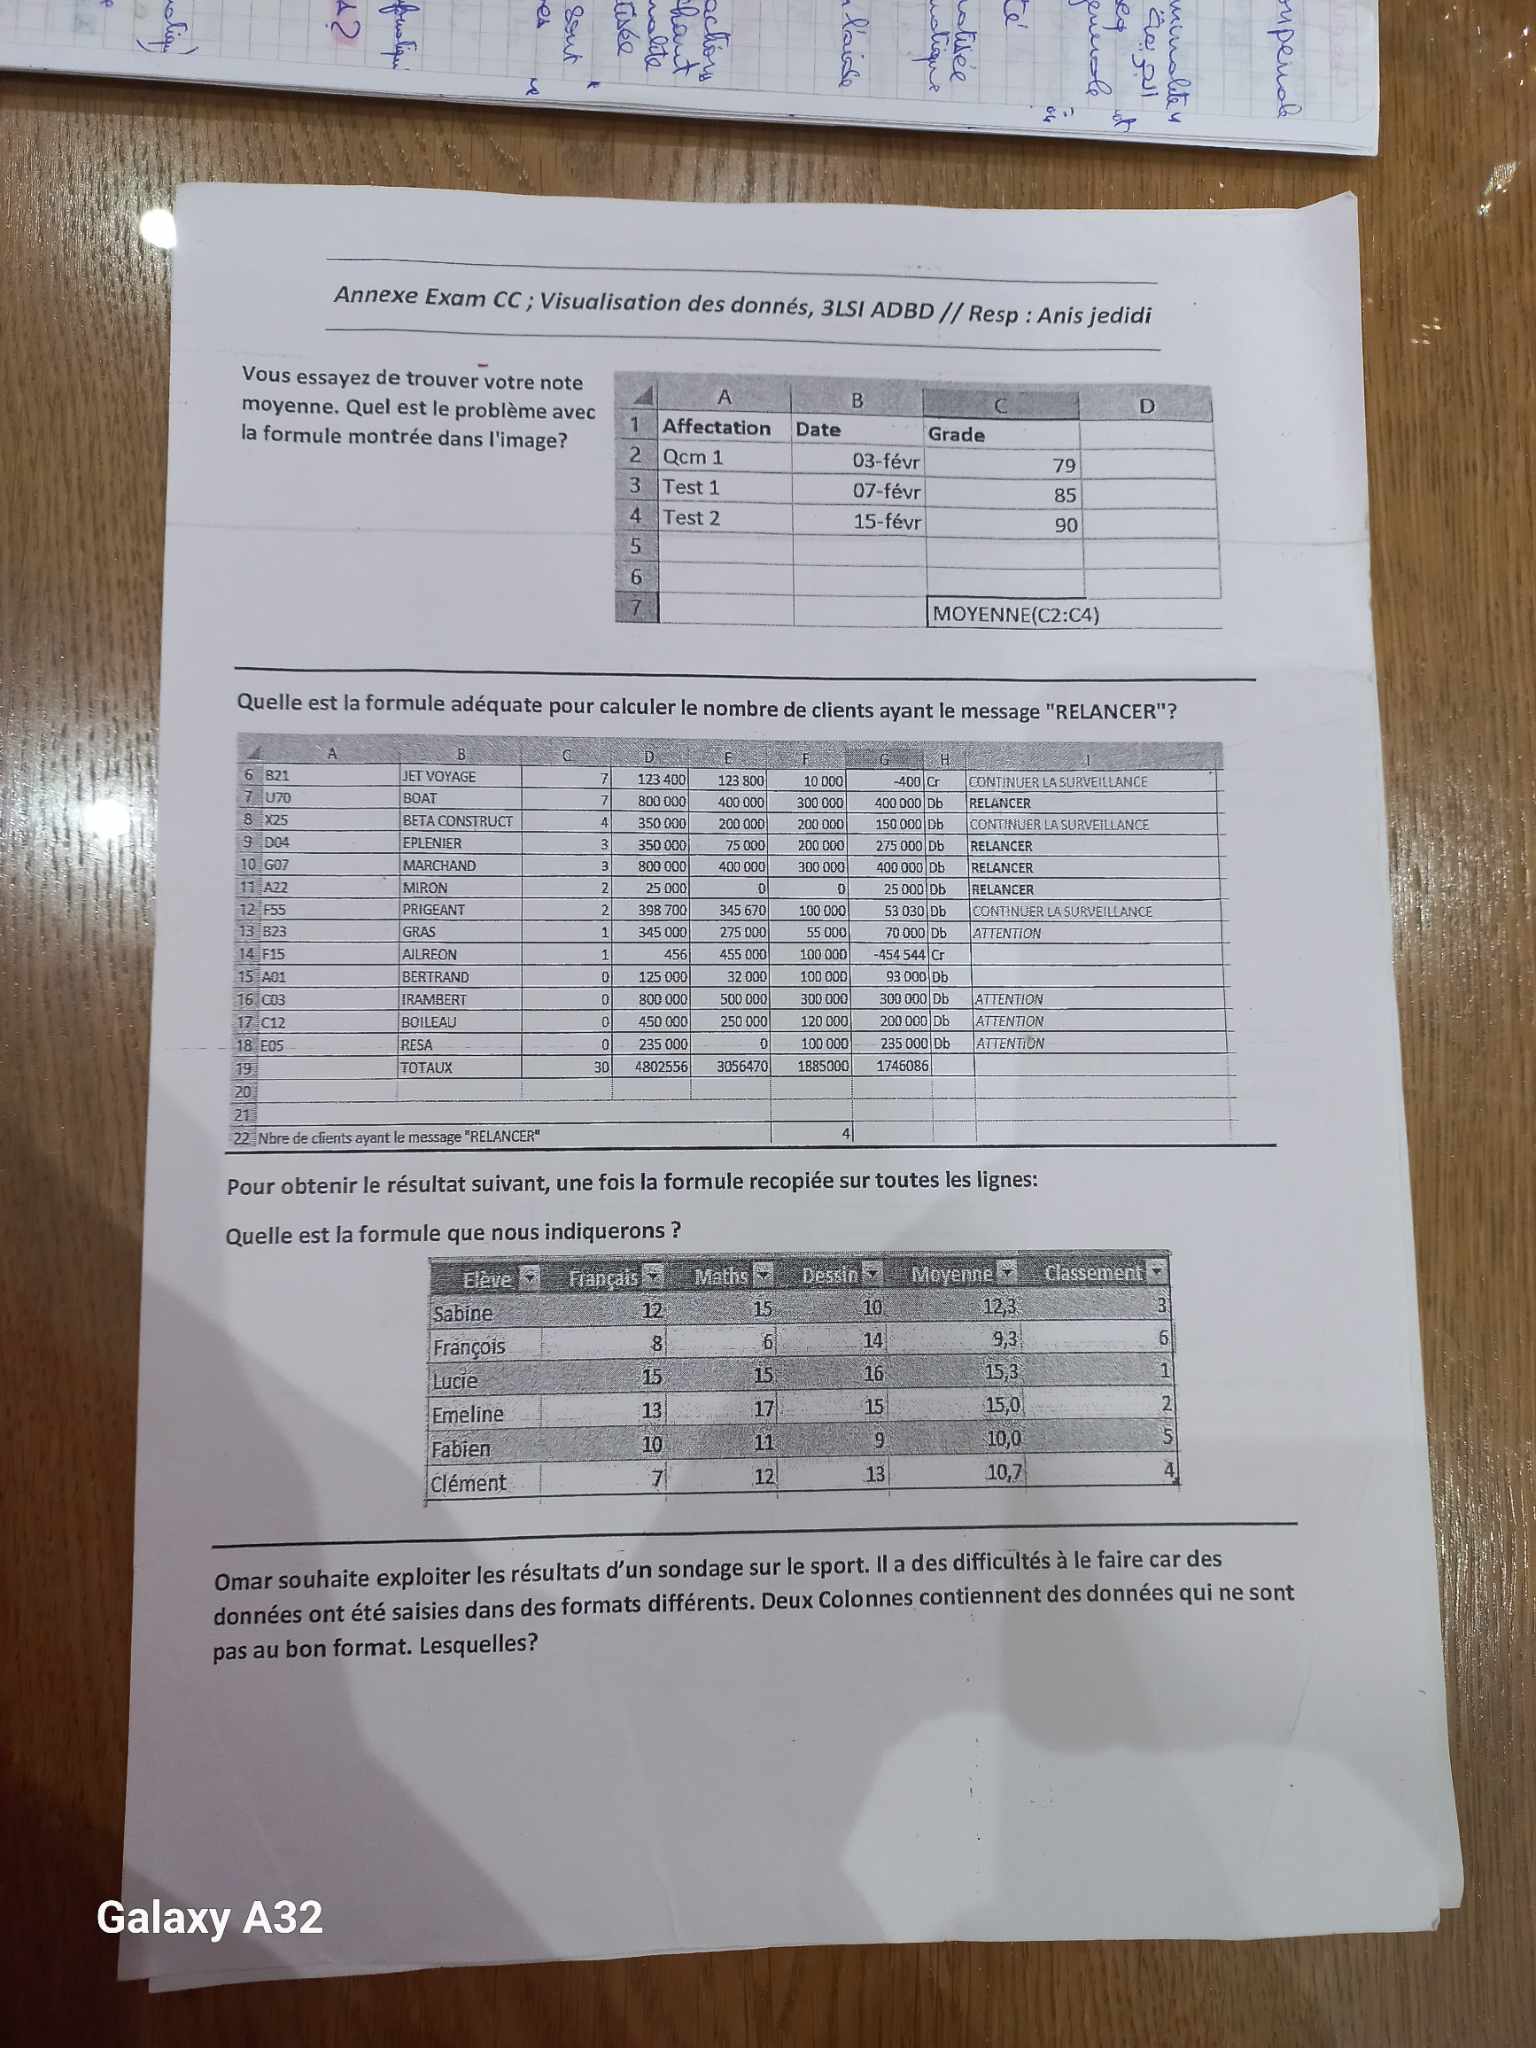 Annexe Exam CC ; Visualisation des donnés, 3LSI ADBD // Resp : Anis jedidi
Vous essayez de trouver votre note
moyenne. Quel est le problème avec
la formule montrée dans l'image?
A B C D
1 Affectation Date Grade
2 Qcm 1 03-févr 79
3 Test 1 07-févr 85
4 Test 2 15-févr 90
5
6
7 MOYENNE(C2:C4)
Quelle est la formule adéquate pour calculer le nombre de clients ayant le message "RELANCER"?
A B C D E F G H I
6 B21 JET VOYAGE 7 123 400 123 800 10 000 -400 Cr CONTINUER LA SURVEILLANCE
7 U70 BOAT 7 800 000 400 000 300 000 400 000 Db RELANCER
8 X25 BETA CONSTRUCT 4 350 000 200 000 200 000 150 000 Db CONTINUER LA SURVEILLANCE
9 D04 EPLENIER 3 350 000 75 000 200 000 275 000 Db RELANCER
10 G07 MARCHAND 3 800 000 400 000 300 000 400 000 Db RELANCER
11 A22 MIRON 2 25 000 0 0 25 000 Db RELANCER
12 F55 PRIGEANT 2 398 700 345 670 100 000 53 030 Db CONTINUER LA SURVEILLANCE
13 B23 GRAS 1 345 000 275 000 55 000 70 000 Db ATTENTION
14 F15 AILREON 1 456 455 000 100 000 -454 544 Cr
15 A01 BERTRAND 0 125 000 32 000 100 000 93 000 Db
16 C03 IRAMBERT 0 800 000 500 000 300 000 300 000 Db ATTENTION
17 C12 BOILEAU 0 450 000 250 000 120 000 200 000 Db ATTENTION
18 E05 RESA 0 235 000 0 100 000 235 000 Db ATTENTION
19 TOTAUX 30 4802556 3056470 1885000 1746086
20
21
22 Nbre de clients ayant le message "RELANCER" 4
Pour obtenir le résultat suivant, une fois la formule recopiée sur toutes les lignes:
Quelle est la formule que nous indiquerons ?
Elève Français Maths Dessin Moyenne Classement
Sabine 12 15 10 12,3 3
François 8 6 14 9,3 6
Lucie 15 15 16 15,3 1
Emeline 13 17 15 15,0 2
Fabien 10 11 9 10,0 5
Clément 7 12 13 10,7 4
Omar souhaite exploiter les résultats d'un sondage sur le sport. Il a des difficultés à le faire car des
données ont été saisies dans des formats différents. Deux Colonnes contiennent des données qui ne sont
pas au bon format. Lesquelles?
Galaxy A32